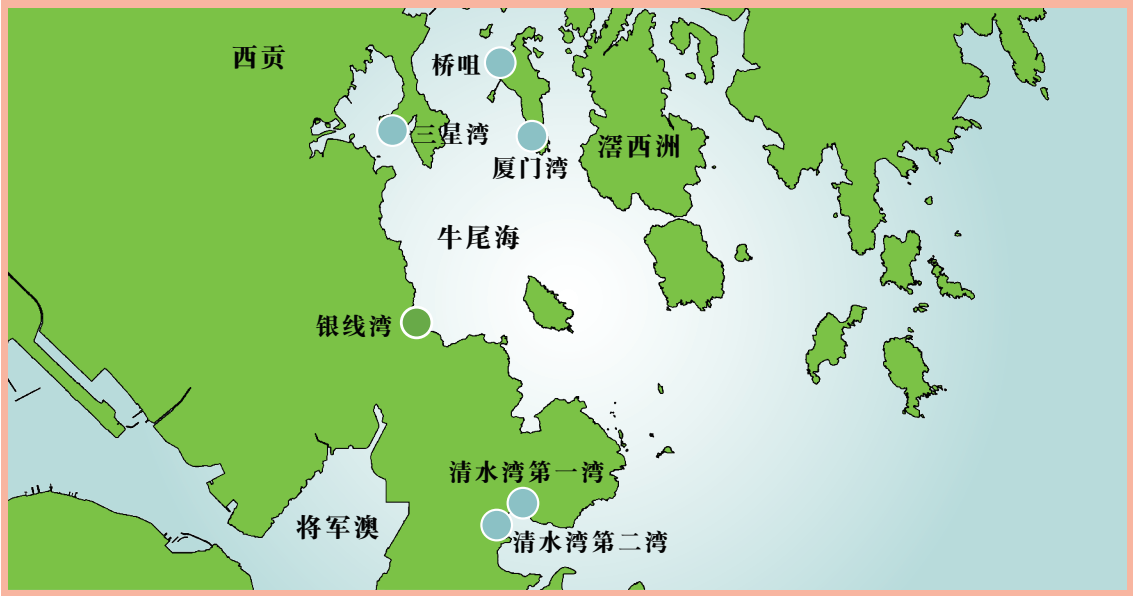 西贡
桥咀
三星湾
厦门湾
滘西洲
牛尾海
银线湾
清水湾第一湾
将军澳
清水湾第二湾